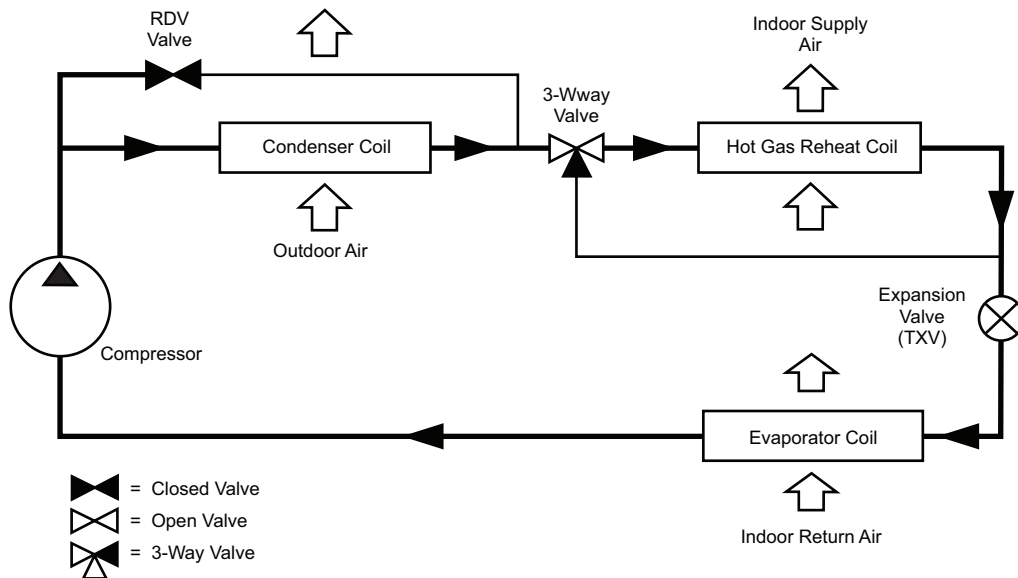 RDV
Valve
Indoor Supply
Air
3-Wway
Valve
Condenser Coil
Hot Gas Reheat Coil
Outdoor Air
Expansion
Valve
(TXV)
Compressor
Evaporator Coil
= Closed Valve
= Open Valve
Indoor Return Air
= 3-Way Valve